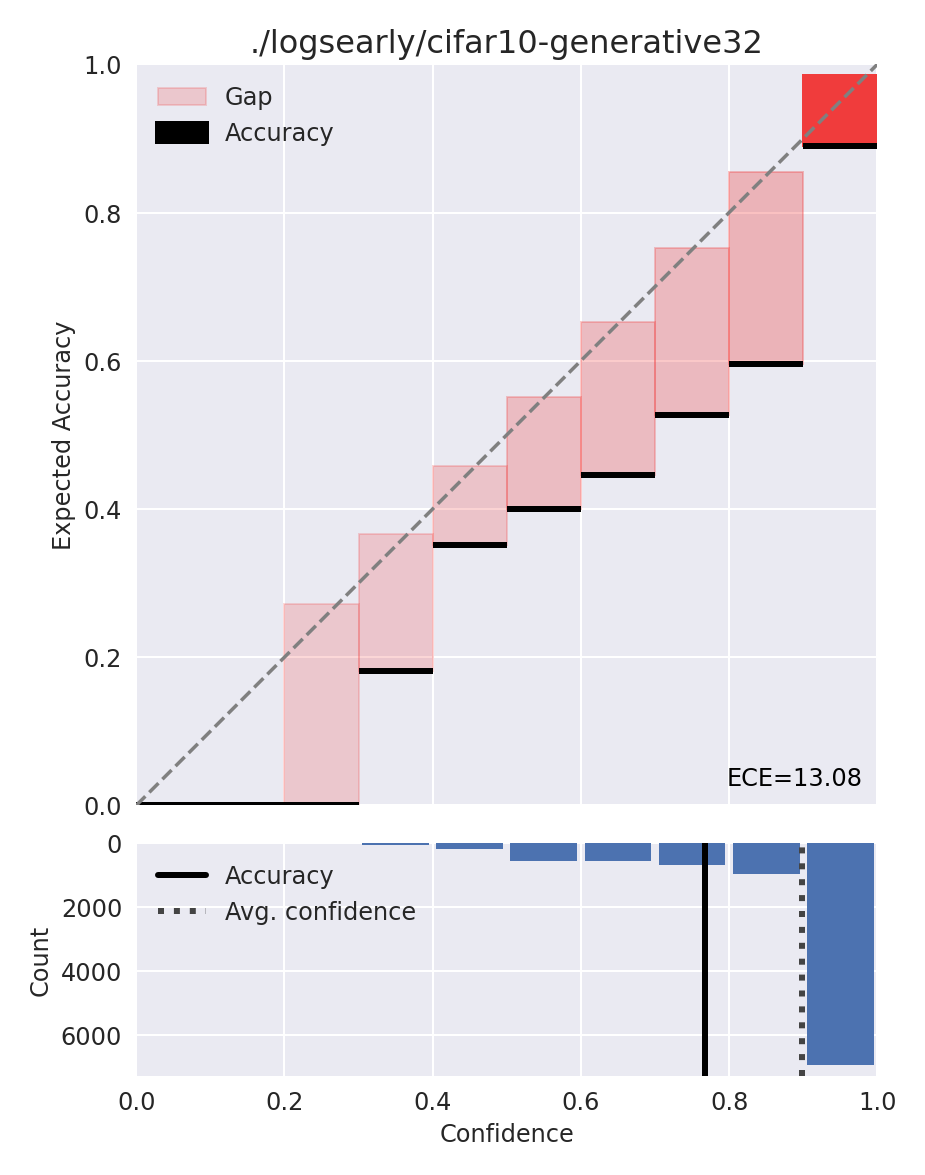 ./logsearly/cifar10-generative32
1.0
0.8
0.6
0.4
0.2
0.0
Expected Accuracy
Gap
Accuracy
ECE=13.08
0
2000
4000
6000
Count
Accuracy
Avg. confidence
0.0 0.2 0.4 0.6 0.8 1.0
Confidence